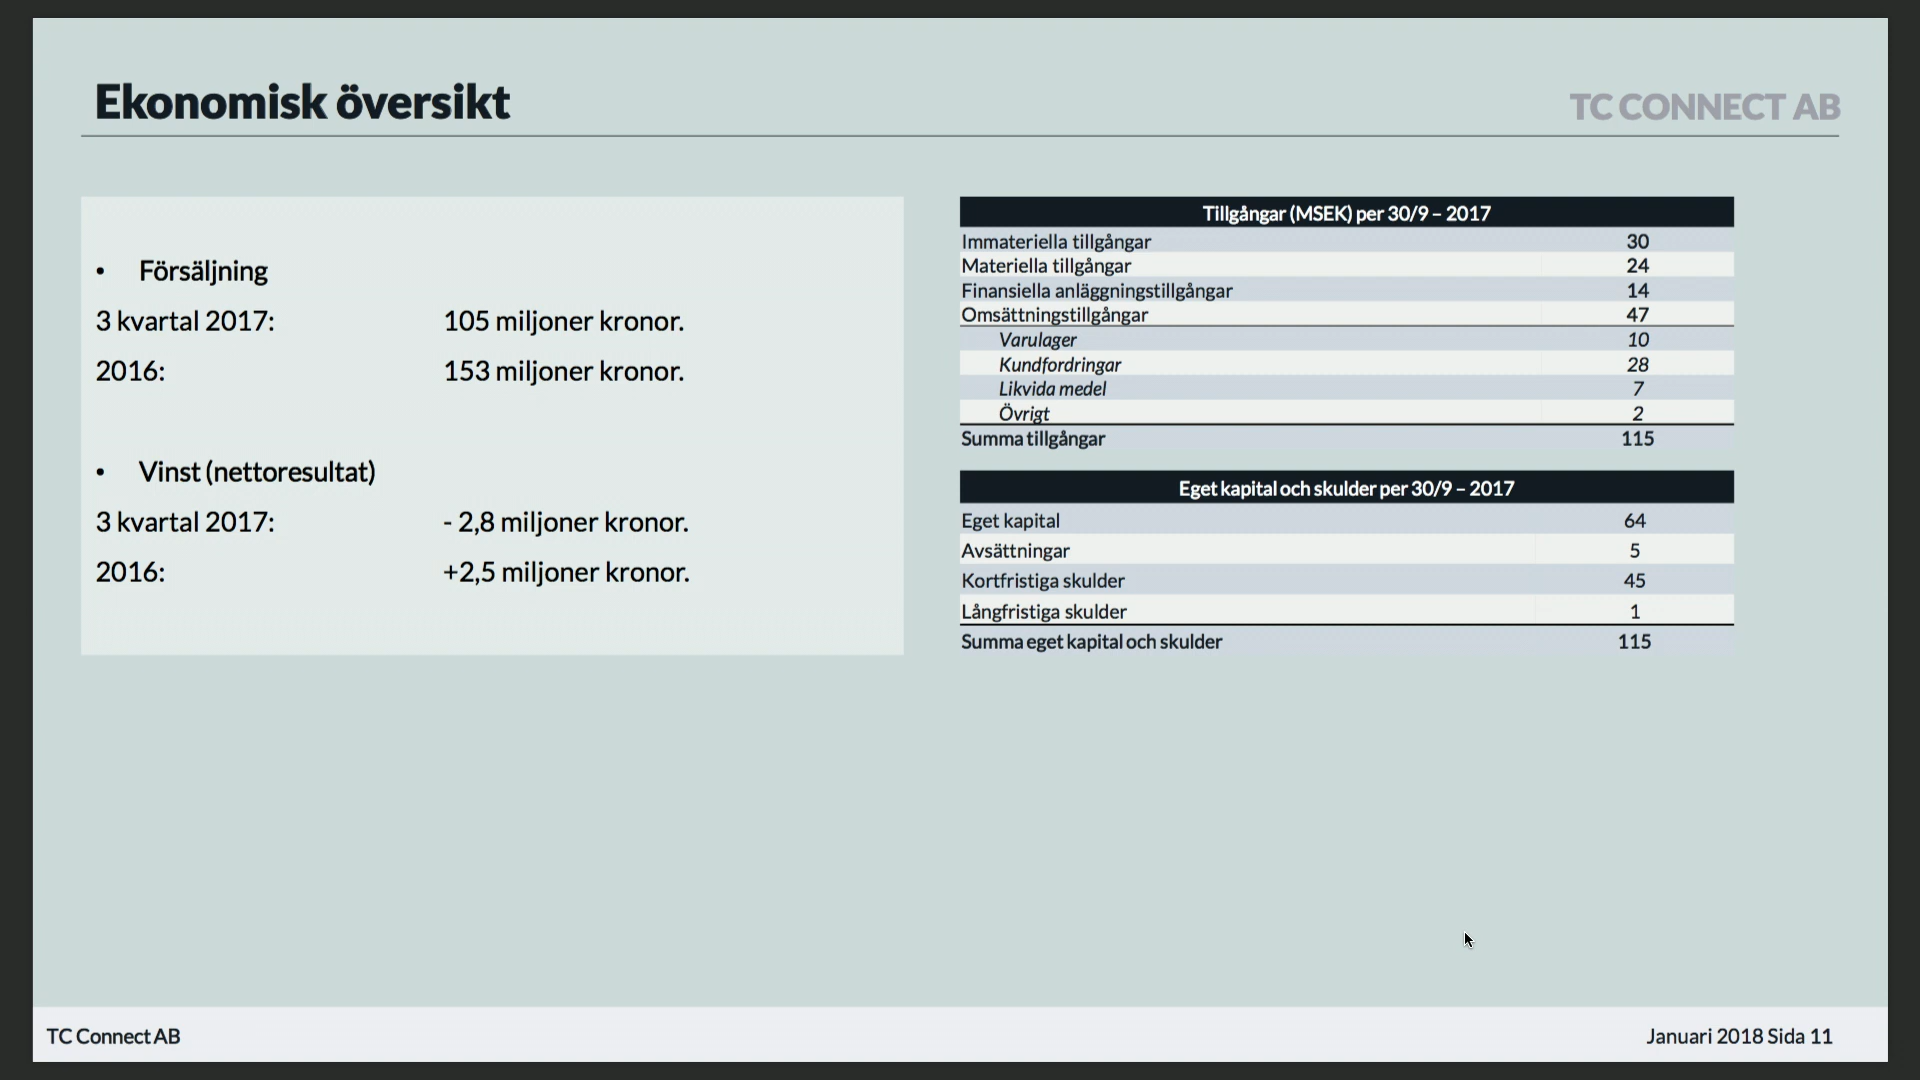 Ekonomisk översikt
TC CONNECT AB
• Försäljning
3 kvartal 2017: 105 miljoner kronor.
2016: 153 miljoner kronor.
• Vinst (nettoresultat)
3 kvartal 2017: - 2,8 miljoner kronor.
2016: +2,5 miljoner kronor.
Tillgångar (MSEK) per 30/9 – 2017
Immateriella tillgångar 30
Materiella tillgångar 24
Finansiella anläggningstillgångar 14
Omsättningstillgångar 47
Varulager 10
Kundfordringar 28
Likvida medel 7
Övrigt 2
Summa tillgångar 115
Eget kapital och skulder per 30/9 – 2017
Eget kapital 64
Avsättningar 5
Kortfristiga skulder 45
Långfristiga skulder 1
Summa eget kapital och skulder 115
TC Connect AB
Januari 2018 Sida 11